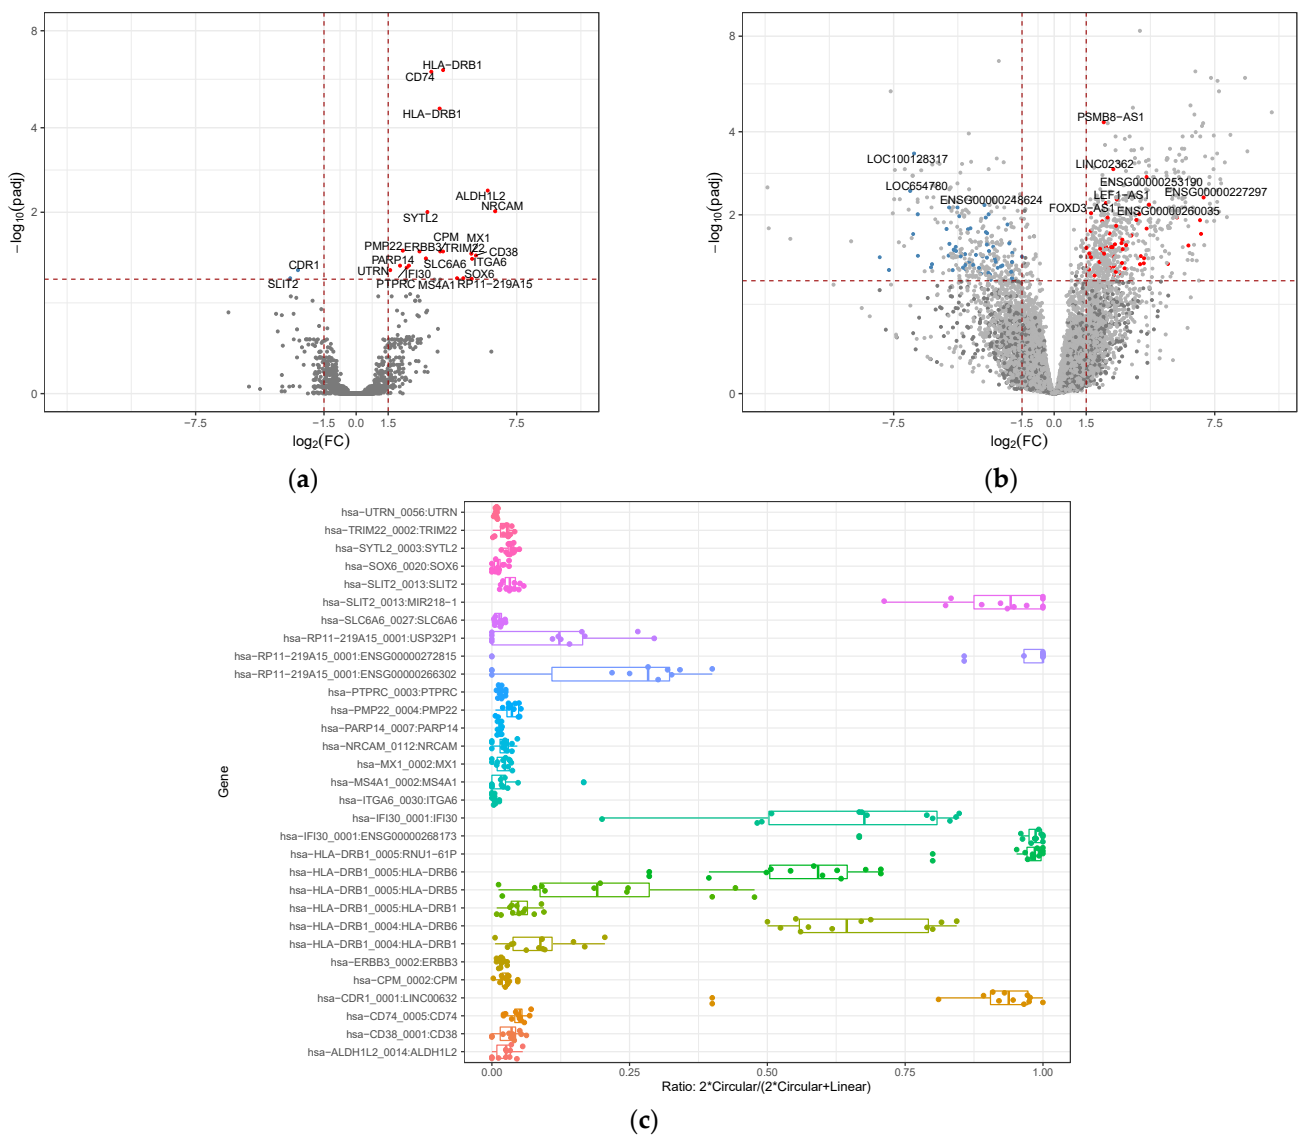 8
4
2
0
−log10(padj)
HLA−DRB1
CD74
HLA−DRB1
ALDH1L2
NRCAM
SYTL2
CPM
MX1
PMP22
ERBB3
TRIM22
CD38
PARP14
SLC6A6
ITGA6
CDR1
UTRN
IFI30
SOX6
SLIT2
PTPRC
MS4A1
RP11−219A15
−7.5
−1.5
0.0
1.5
7.5
log2(FC)
(a)
8
4
2
0
−log10(padj)
PSMB8−AS1
LOC100128317
LINC02362
LOC654780
ENSG00000253190
ENSG00000248624
LEF1−AS1
ENSG00000227297
FOXD3−AS1
ENSG00000260035
−7.5
−1.5
0.0
1.5
7.5
log2(FC)
(b)
Gene
hsa−UTRN_0056:UTRN
hsa−TRIM22_0002:TRIM22
hsa−SYTL2_0003:SYTL2
hsa−SOX6_0020:SOX6
hsa−SLIT2_0013:SLIT2
hsa−SLIT2_0013:MIR218−1
hsa−SLC6A6_0027:SLC6A6
hsa−RP11−219A15_0001:USP32P1
hsa−RP11−219A15_0001:ENSG00000272815
hsa−RP11−219A15_0001:ENSG00000266302
hsa−PTPRC_0003:PTPRC
hsa−PMP22_0004:PMP22
hsa−PARP14_0007:PARP14
hsa−NRCAM_0112:NRCAM
hsa−MX1_0002:MX1
hsa−MS4A1_0002:MS4A1
hsa−ITGA6_0030:ITGA6
hsa−IFI30_0001:IFI30
hsa−IFI30_0001:ENSG00000268173
hsa−HLA−DRB1_0005:RNU1−61P
hsa−HLA−DRB1_0005:HLA−DRB6
hsa−HLA−DRB1_0005:HLA−DRB5
hsa−HLA−DRB1_0005:HLA−DRB1
hsa−HLA−DRB1_0004:HLA−DRB6
hsa−HLA−DRB1_0004:HLA−DRB1
hsa−ERBB3_0002:ERBB3
hsa−CPM_0002:CPM
hsa−CDR1_0001:LINC00632
hsa−CD74_0005:CD74
hsa−CD38_0001:CD38
hsa−ALDH1L2_0014:ALDH1L2
0.00
0.25
0.50
0.75
1.00
Ratio: 2*Circular/(2*Circular+Linear)
(c)